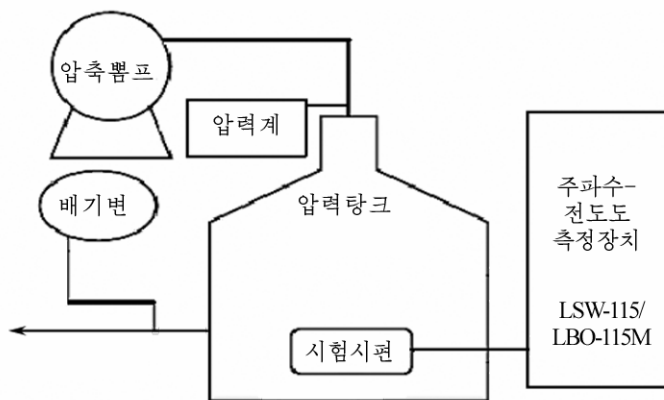 압축뽐프
압력계
배기변
압력탕크
시험시편
주파수-
전도도
측정장치
LSW-115/
LBO-115M